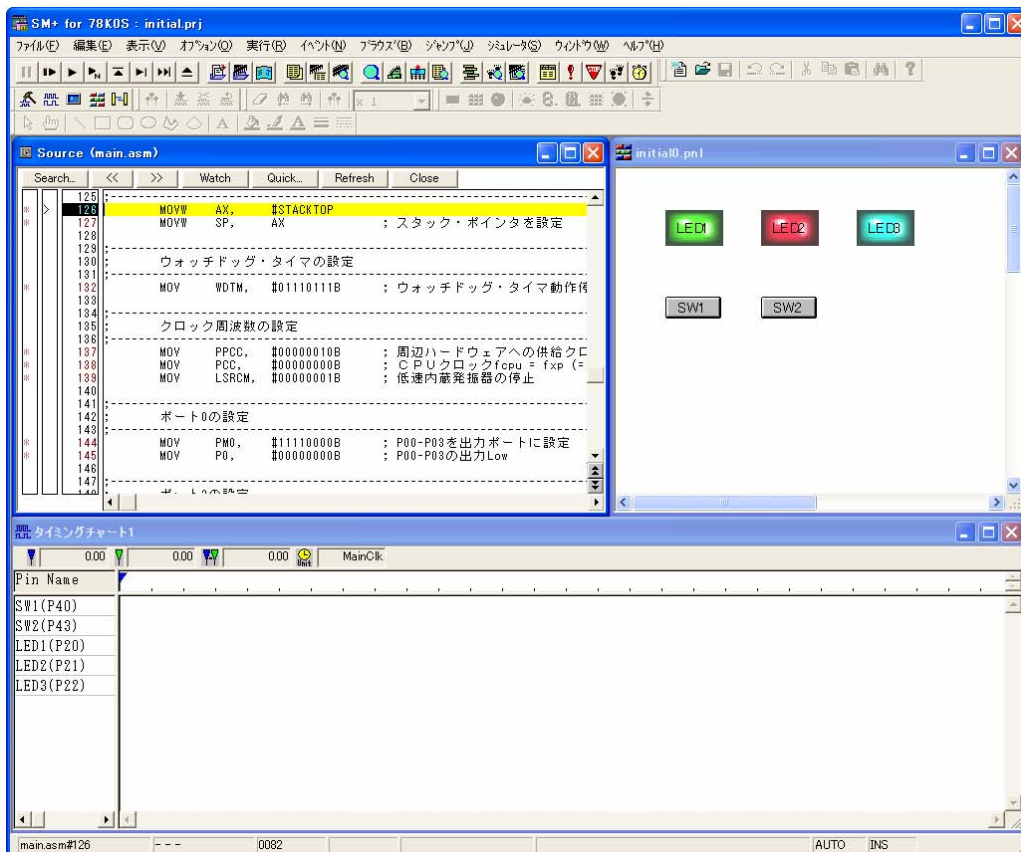 SM+ for 78K0S : initial.prj
ファイル(F) 編集(E) 表示(V) オプション(O) 実行(R) イベント(N) ブラウズ(B) ジャンプ(J) シミュレータ(S) ウィンドウ(W) ヘルプ(H)
x 1
Source (main.asm)
Search... << >> Watch Quick... Refresh Close
125 ;
126 MOVW AX, #STACKTOP
127 MOVW SP, AX ; スタック・ポインタを設定
128
129 ;
130 ; ウォッチドッグ・タイマの設定
131 ;
132 MOV WDTM, #01110111B ; ウォッチドッグ・タイマ動作停
133
134 ;
135 ; クロック周波数の設定
136 ;
137 MOV PPCC, #00000010B ; 周辺ハードウェアへの供給クロ
138 MOV PCC, #00000000B ; CPUクロックfcpu = fxp (=
139 MOV LSRCM, #00000001B ; 低速内蔵発振器の停止
140
141 ;
142 ; ポート0の設定
143 ;
144 MOV PM0, #11110000B ; P00-P03を出力ポートに設定
145 MOV P0, #00000000B ; P00-P03の出力Low
146
147 ;
initial0.pnl
LED1 LED2 LED3
SW1 SW2
タイミングチャート1
0.00 0.00 0.00 Unit MainClk
Pin Name
SW1(P40)
SW2(P43)
LED1(P20)
LED2(P21)
LED3(P22)
main.asm#126 --- 0082 AUTO INS